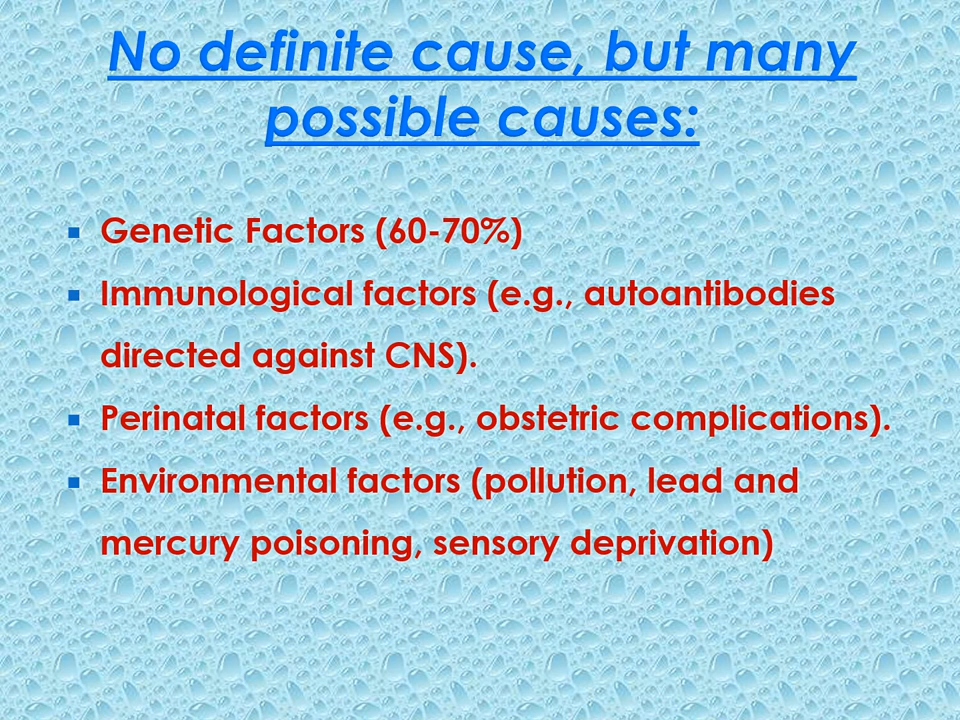 No definite cause, but many
possible causes:
▪ Genetic Factors (60-70%)
▪ Immunological factors (e.g., autoantibodies
directed against CNS).
▪ Perinatal factors (e.g., obstetric complications).
▪ Environmental factors (pollution, lead and
mercury poisoning, sensory deprivation)